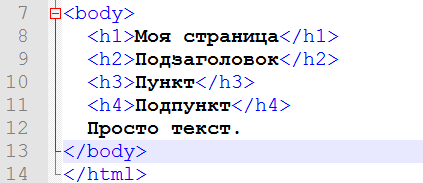 7 <body>
8 <h1>Моя страница</h1>
9 <h2>Подзаголовок</h2>
10 <h3>Пункт</h3>
11 <h4>Подпункт</h4>
12 Просто текст.
13 </body>
14 </html>